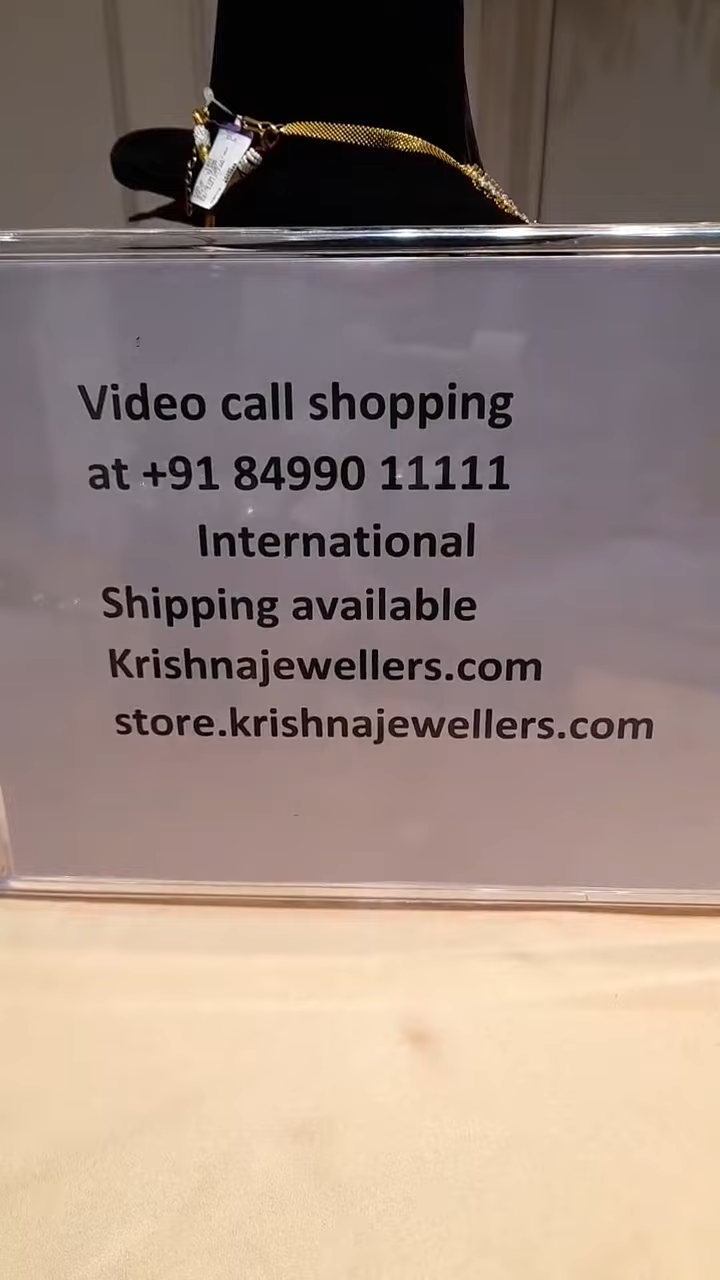 Video call shopping
at +91 84990 11111
International
Shipping available
Krishnajewellers.com
store.krishnajewellers.com